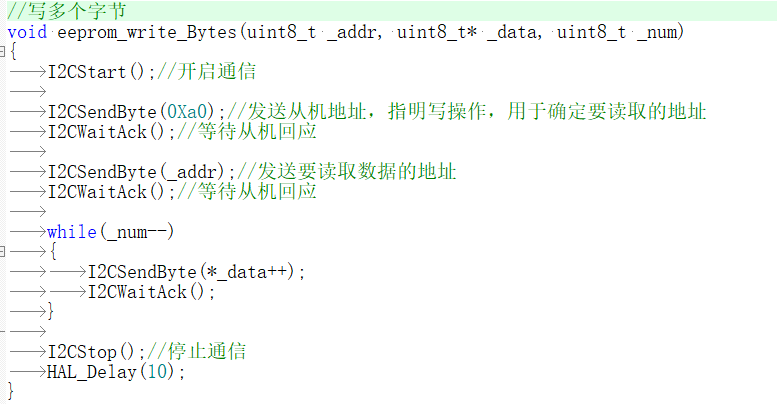 //写多个字节
void eeprom_write_Bytes(uint8_t _addr, uint8_t* _data, uint8_t _num)
{
I2CStart();//开启通信
I2CSendByte(0Xa0);//发送从机地址，指明写操作，用于确定要读取的地址
I2CWaitAck();//等待从机回应
I2CSendByte(_addr);//发送要读取数据的地址
I2CWaitAck();//等待从机回应
while(_num--)
{
I2CSendByte(*_data++);
I2CWaitAck();
}
I2CStop();//停止通信
HAL_Delay(10);
}